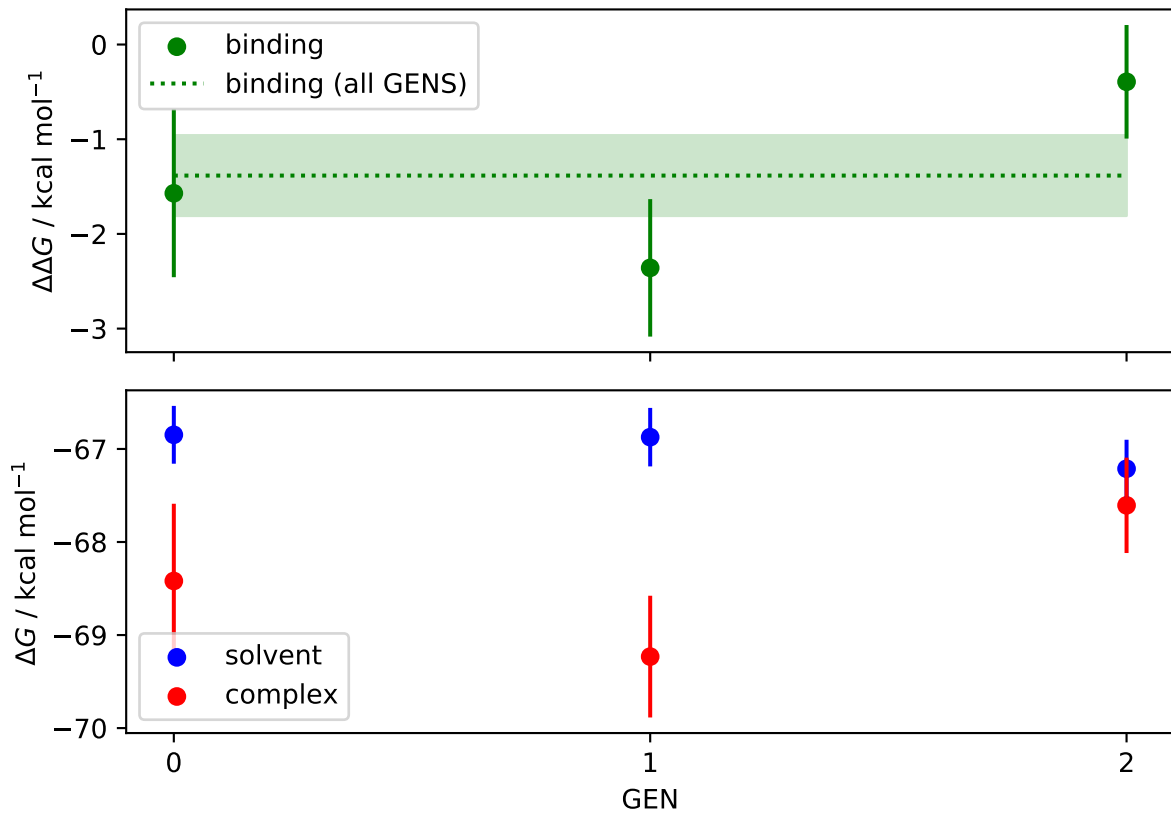 0
−1
−2
−3
ΔΔG / kcal mol⁻¹
binding
binding (all GENS)
−67
−68
−69
−70
ΔG / kcal mol⁻¹
solvent
complex
0 1 2
GEN